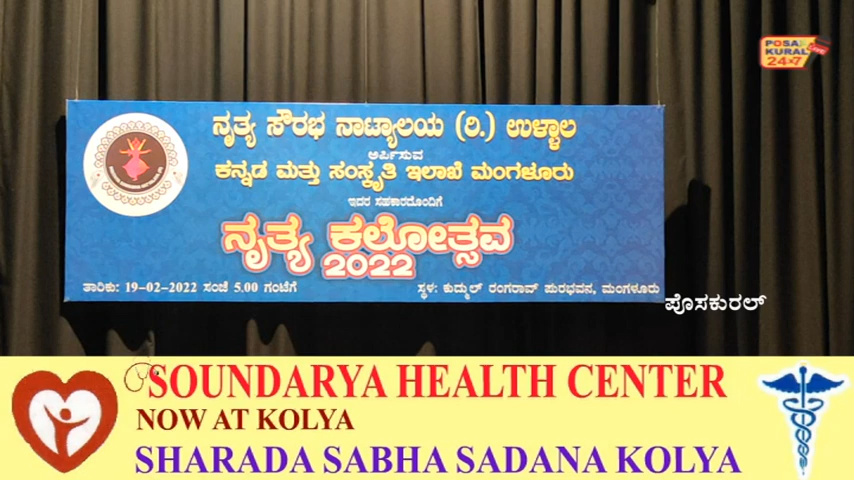 POSA
KURAL LIVE
24x7
ನೃತ್ಯ ಸೌರಭ ನಾಟ್ಯಾಲಯ (ರಿ.) ಉಳ್ಳಾಲ
ಅರ್ಪಿಸುವ
ಕನ್ನಡ ಮತ್ತು ಸಂಸ್ಕೃತಿ ಇಲಾಖೆ ಮಂಗಳೂರು
ಇದರ ಸಹಕಾರದೊಂದಿಗೆ
ನೃತ್ಯ ಕಲೋತ್ಸವ
2022
ತಾರಿಕು: 19-02-2022 ಸಂಜೆ 5.00 ಗಂಟೆಗೆ
ಸ್ಥಳ: ಕುದ್ಮುಲ್ ರಂಗರಾವ್ ಪುರಭವನ, ಮಂಗಳೂರು
ಪೊಸಕುರಲ್
SOUNDARYA HEALTH CENTER
NOW AT KOLYA
SHARADA SABHA SADANA KOLYA